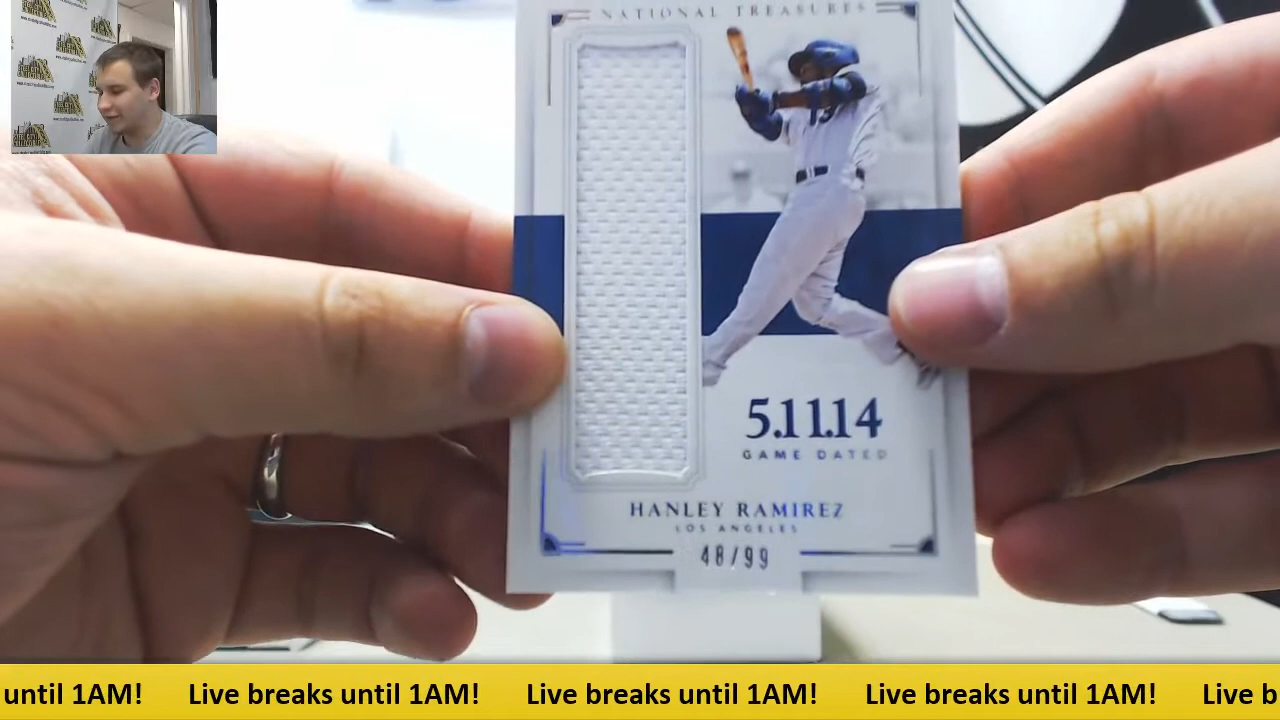 NATIONAL TREASURES
13
5.11.14
GAME DATED
HANLEY RAMIREZ
LOS ANGELES
48/99
until 1AM! Live breaks until 1AM! Live breaks until 1AM! Live breaks until 1AM! Live b